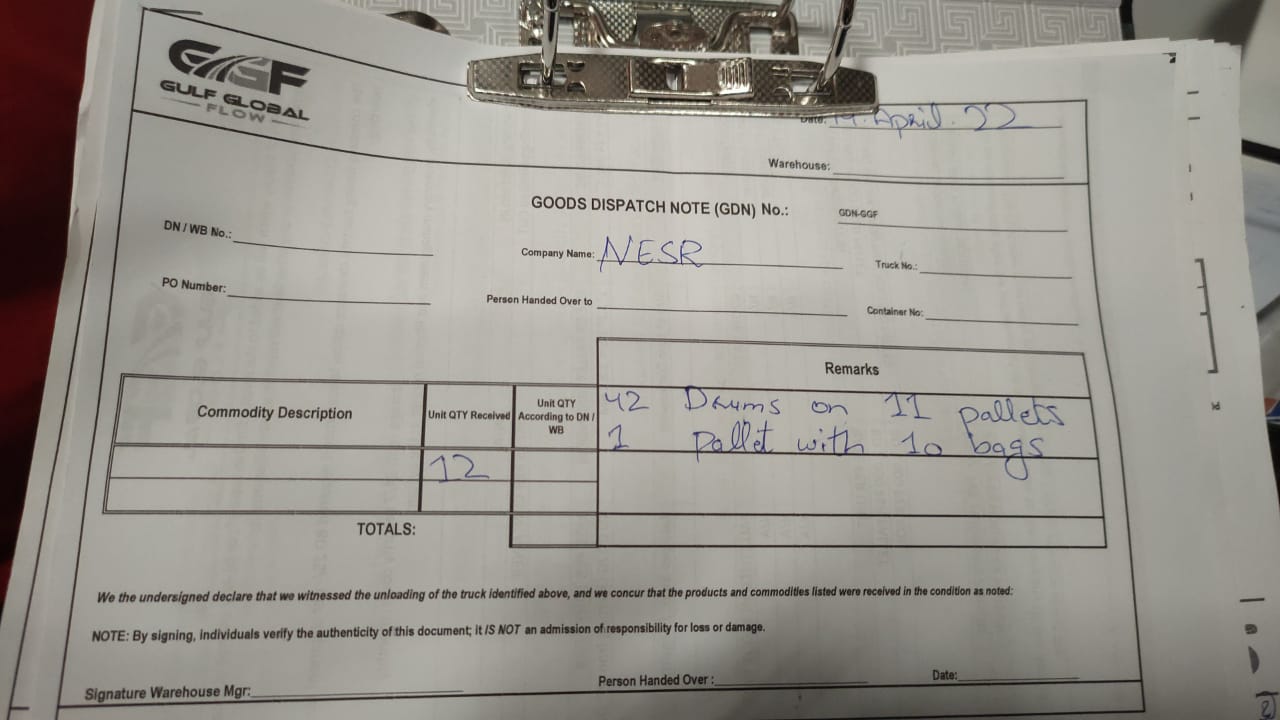 GGF
GULF GLOBAL
FLOW
Date: 14. April. 22
Warehouse:
GOODS DISPATCH NOTE (GDN) No.: GDN-GGF
DN / WB No.:
Company Name: NESR
Truck No.:
PO Number:
Person Handed Over to
Container No:
Remarks
Commodity Description
Unit QTY Received
Unit QTY
According to DN /
WB
42 Drums on 11 pallets
1 pallet with 10 bags
12
TOTALS:
We the undersigned declare that we witnessed the unloading of the truck identified above, and we concur that the products and commodities listed were received in the condition as noted:
NOTE: By signing, individuals verify the authenticity of this document; it IS NOT an admission of responsibility for loss or damage.
Signature Warehouse Mgr:
Person Handed Over :
Date: